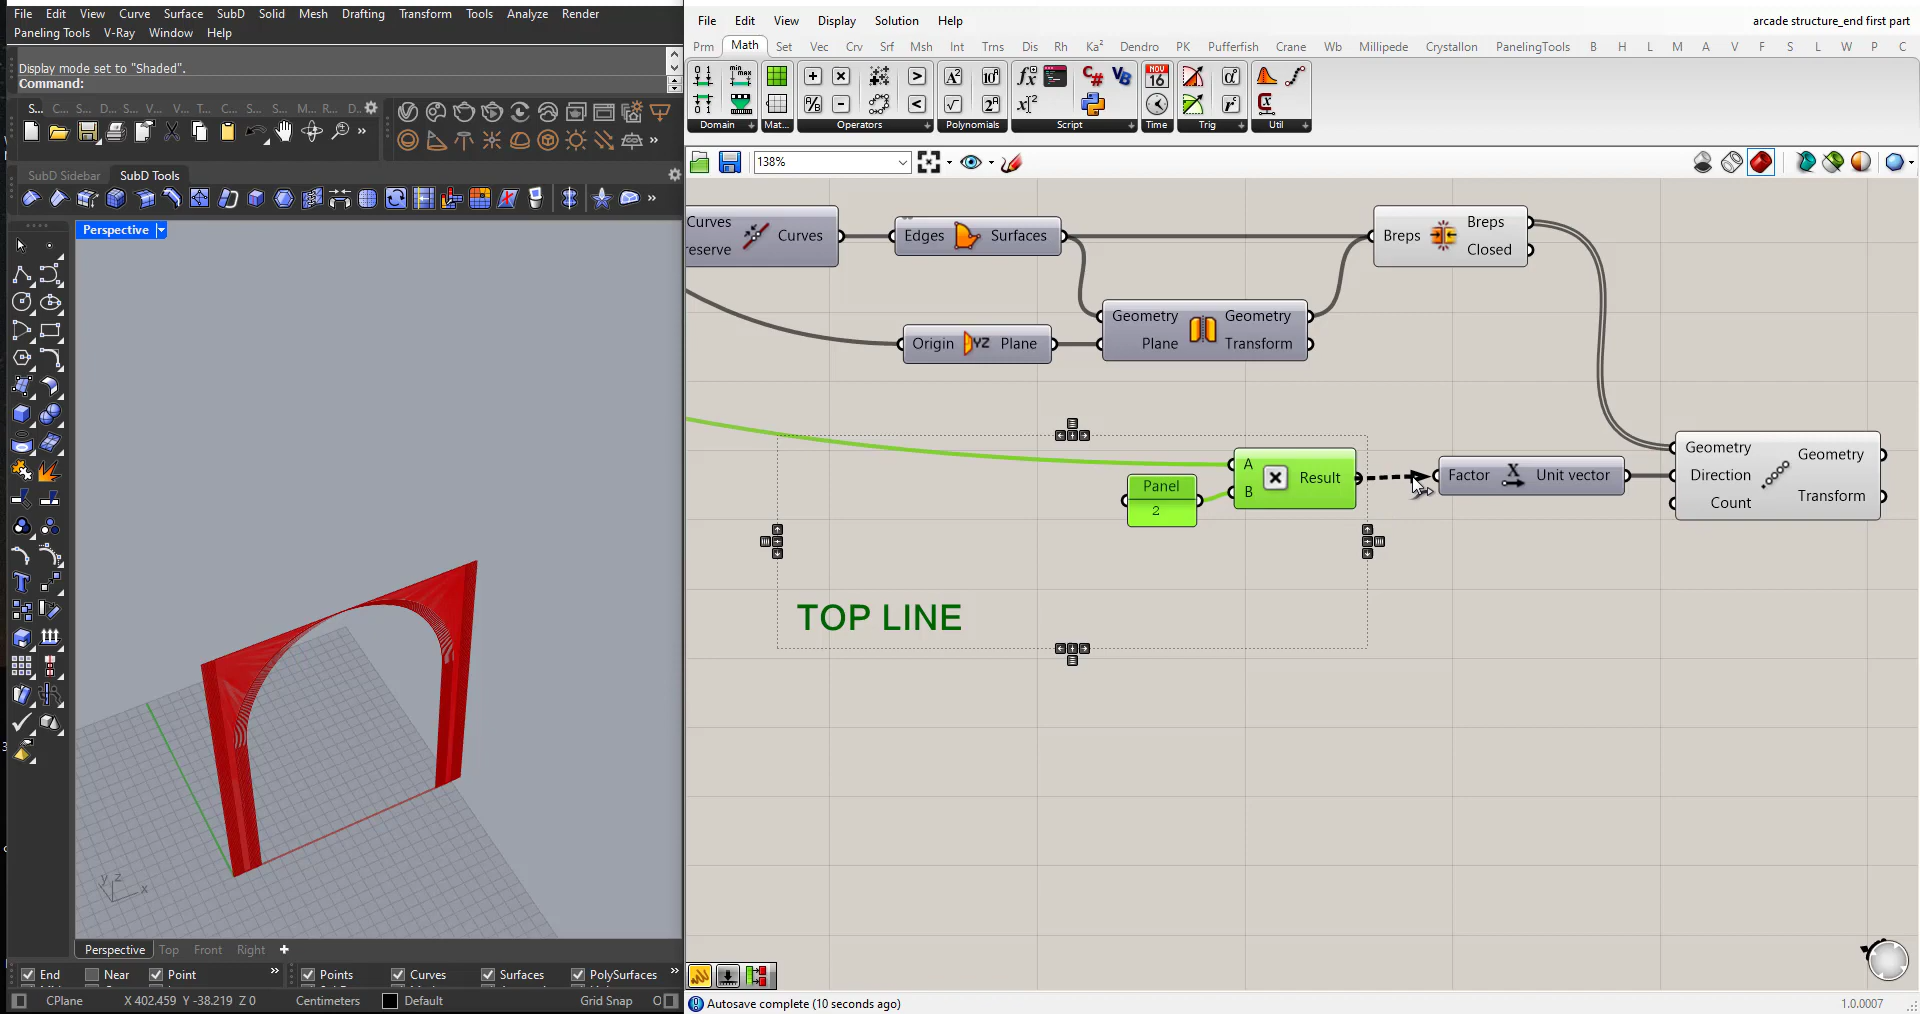 File Edit View Curve Surface SubD Solid Mesh Drafting Transform Tools Analyze Render
Paneling Tools V-Ray Window Help
Display mode set to "Shaded".
Command:
S... C... S... D... S... V... V... T... C... S... S... M... R... D...
SubD Sidebar SubD Tools
Perspective
z
y
x
Perspective Top Front Right
End Near Point Points Curves Surfaces PolySurfaces
CPlane X 402.459 Y -38.219 Z 0 Centimeters Default Grid Snap O
File Edit View Display Solution Help arcade structure_end first part
Prm Math Set Vec Crv Srf Msh Int Trns Dis Rh Ka² Dendro PK Pufferfish Crane Wb Millipede Crystallon PanelingTools B H L M A V F S L W P C
Domain Mat... Operators Polynomials Script Time Trig Util
NOV
16
138%
Curves
reserve
Curves
Edges Surfaces
Breps
Breps
Closed
Origin YZ Plane
Geometry
Plane
Geometry
Transform
A
B
Result
Panel
2
Factor X Unit vector
Geometry
Direction
Count
Geometry
Transform
TOP LINE
Autosave complete (10 seconds ago) 1.0.0007